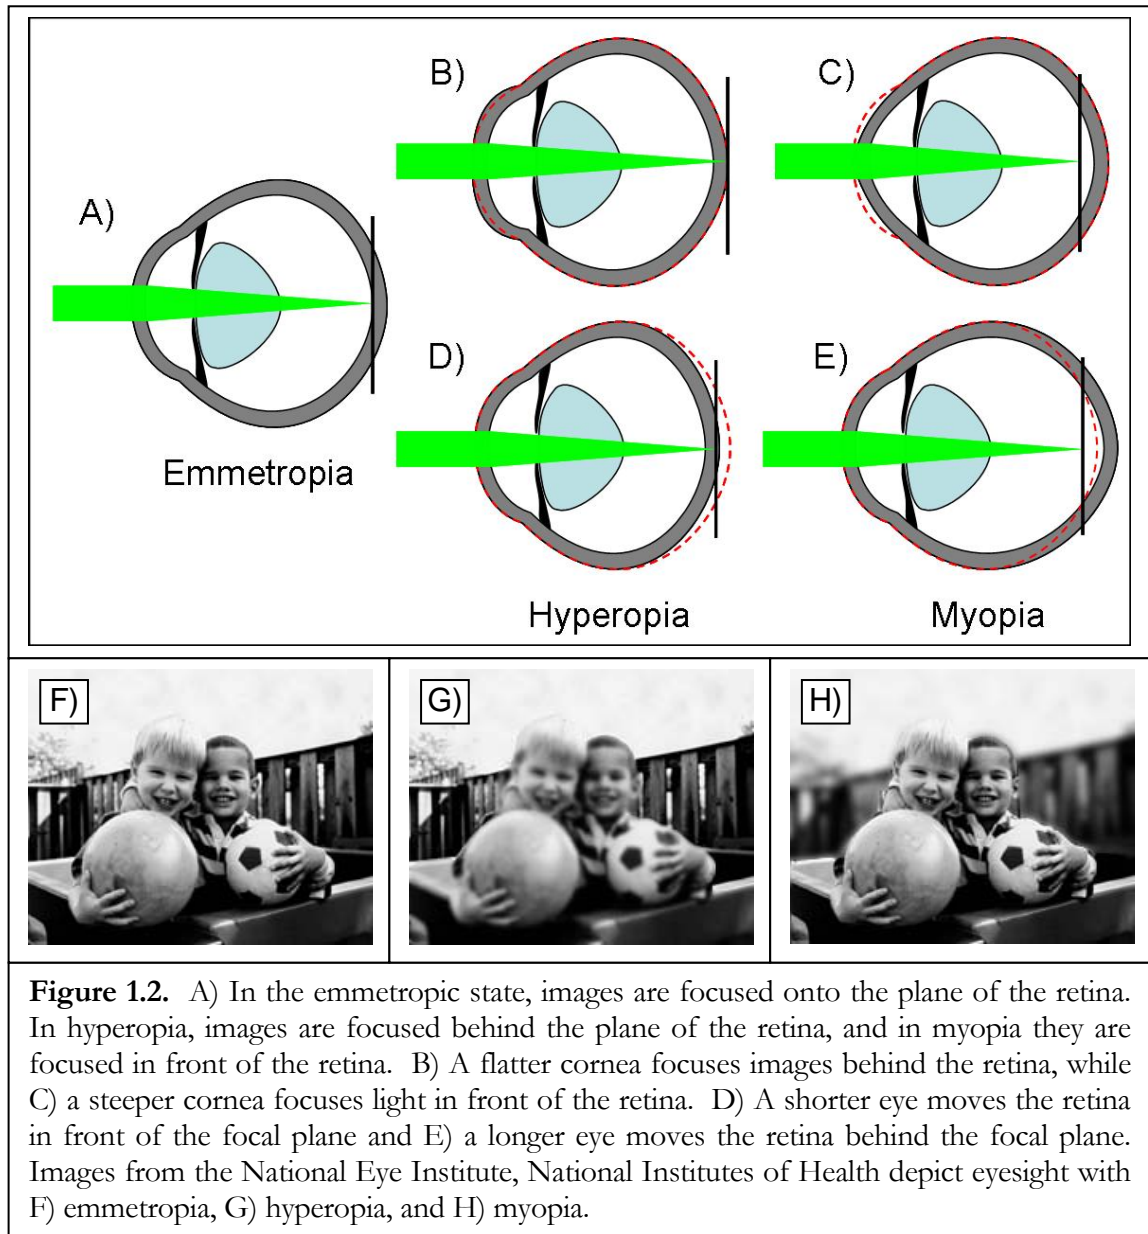 A)
B)
C)
D)
E)
Emmetropia
Hyperopia
Myopia
F)
G)
H)
Figure 1.2. A) In the emmetropic state, images are focused onto the plane of the retina.
In hyperopia, images are focused behind the plane of the retina, and in myopia they are
focused in front of the retina. B) A flatter cornea focuses images behind the retina, while
C) a steeper cornea focuses light in front of the retina. D) A shorter eye moves the retina
in front of the focal plane and E) a longer eye moves the retina behind the focal plane.
Images from the National Eye Institute, National Institutes of Health depict eyesight with
F) emmetropia, G) hyperopia, and H) myopia.